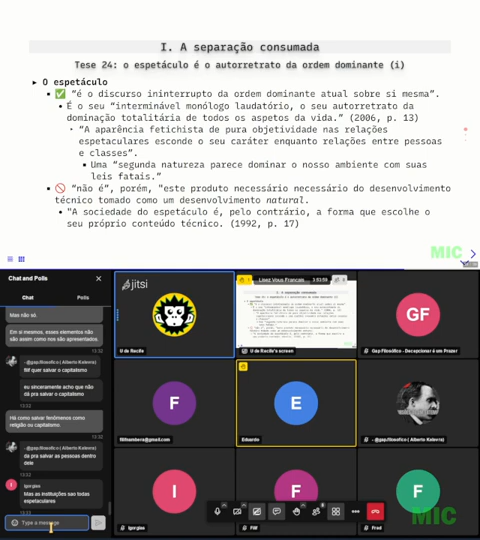 I. A separação consumada
Tese 24: o espetáculo é o autorretrato da ordem dominante (i)
▸ O espetáculo
▪ ✅ “é o discurso ininterrupto da ordem dominante atual sobre si mesma”.
• É o seu “interminável monólogo laudatório, o seu autorretrato da
dominação totalitária de todos os aspetos da vida.” (2006, p. 13)
• “A aparência fetichista de pura objetividade nas relações
espetaculares esconde o seu caráter enquanto relações entre pessoas
e classes”.
▪ Uma “segunda natureza parece dominar o nosso ambiente com suas
leis fatais.”
▪ 🚫 “não é”, porém, "este produto necessário necessário do desenvolvimento
técnico tomado como um desenvolvimento natural.
• "A sociedade do espetáculo é, pelo contrário, a forma que escolhe o
seu próprio conteúdo técnico. (1992, p. 17)
MIC
Chat and Polls
Chat
Polls
Mas não só.
Em si mesmos, esses elementos não
são assim como nos são apresentados
13:32
filif quer salvar o capitalismo
eu sinceramente acho que não
dá pra salvar o capitalismo
Há como salvar fenômenos como
religião ou capitalismo
dá pra salvar as pessoas dentro
dele
Igorgias
Mas as instituições sao todas
espetaculares
Type a message
jitsi
U de Recife
U de Recife's screen
GF
Gap Filosófico - Decepcionar é um Prazer
F
E
Eduardo
I
Igorgias
F
Filif
F
Fred
MIC